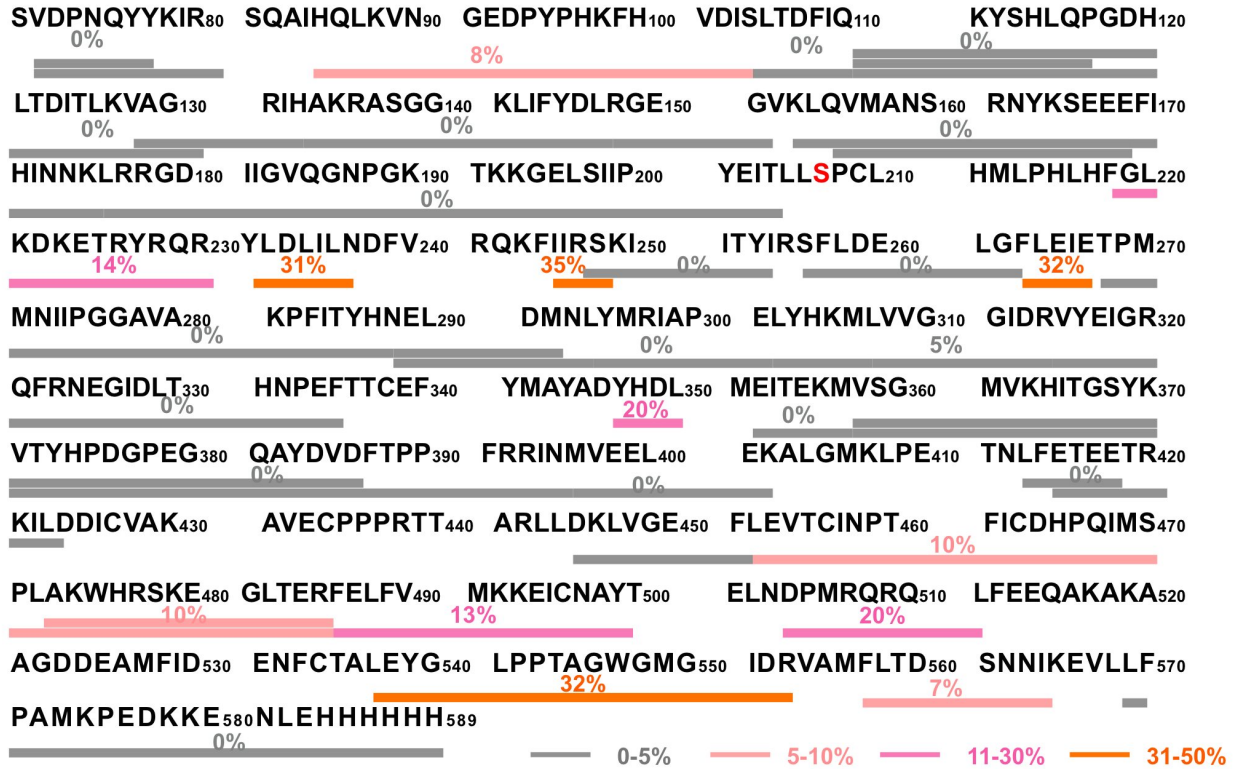 SVDPNQYYKIR80 SQAIHQLKVN90 GEDPYPHKFH100 VDISLTDFIQ110 KYSHLQPGDH120
0% 8% 0% 0%
LTDITLKVAG130 RIHAKRASGG140 KLIFYDLRGE150 GVKLQVMANS160 RNYKSEEEFI170
0% 0% 0%
HINNKLRRGD180 IIGVQGNPGK190 TKKGELSIIP200 YEITLLSPCL210 HMLPHLHFGL220
0%
KDKETRYRQR230YLDLILNDFV240 RQKFIIRSKI250 ITYIRSFLDE260 LGFLEIETPM270
14% 31% 35% 0% 0% 32%
MNIIPGGAVA280 KPFITYHNEL290 DMNLYMRIAP300 ELYHKMLVVG310 GIDRVYEIGR320
0% 0% 5%
QFRNEGIDLT330 HNPEFTTCEF340 YMAYADYHDL350 MEITEKMVSG360 MVKHITGSYK370
0% 20% 0%
VTYHPDGPEG380 QAYDVDFTPP390 FRRINMVEEL400 EKALGMKLPE410 TNLFETEETR420
0% 0% 0%
KILDDICVAK430 AVECPPPRTT440 ARLLDKLVGE450 FLEVTCINPT460 FICDHPQIMS470
10%
PLAKWHRSKE480 GLTERFELFV490 MKKEICNAYT500 ELNDPMRQRQ510 LFEEQAKAKA520
10% 13% 20%
AGDDEAMFID530 ENFCTALEYG540 LPPTAGWGMG550 IDRVAMFLTD560 SNNIKEVLLF570
32% 7%
PAMKPEDKKE580NLEHHHHHH589
0% 0-5% 5-10% 11-30% 31-50%